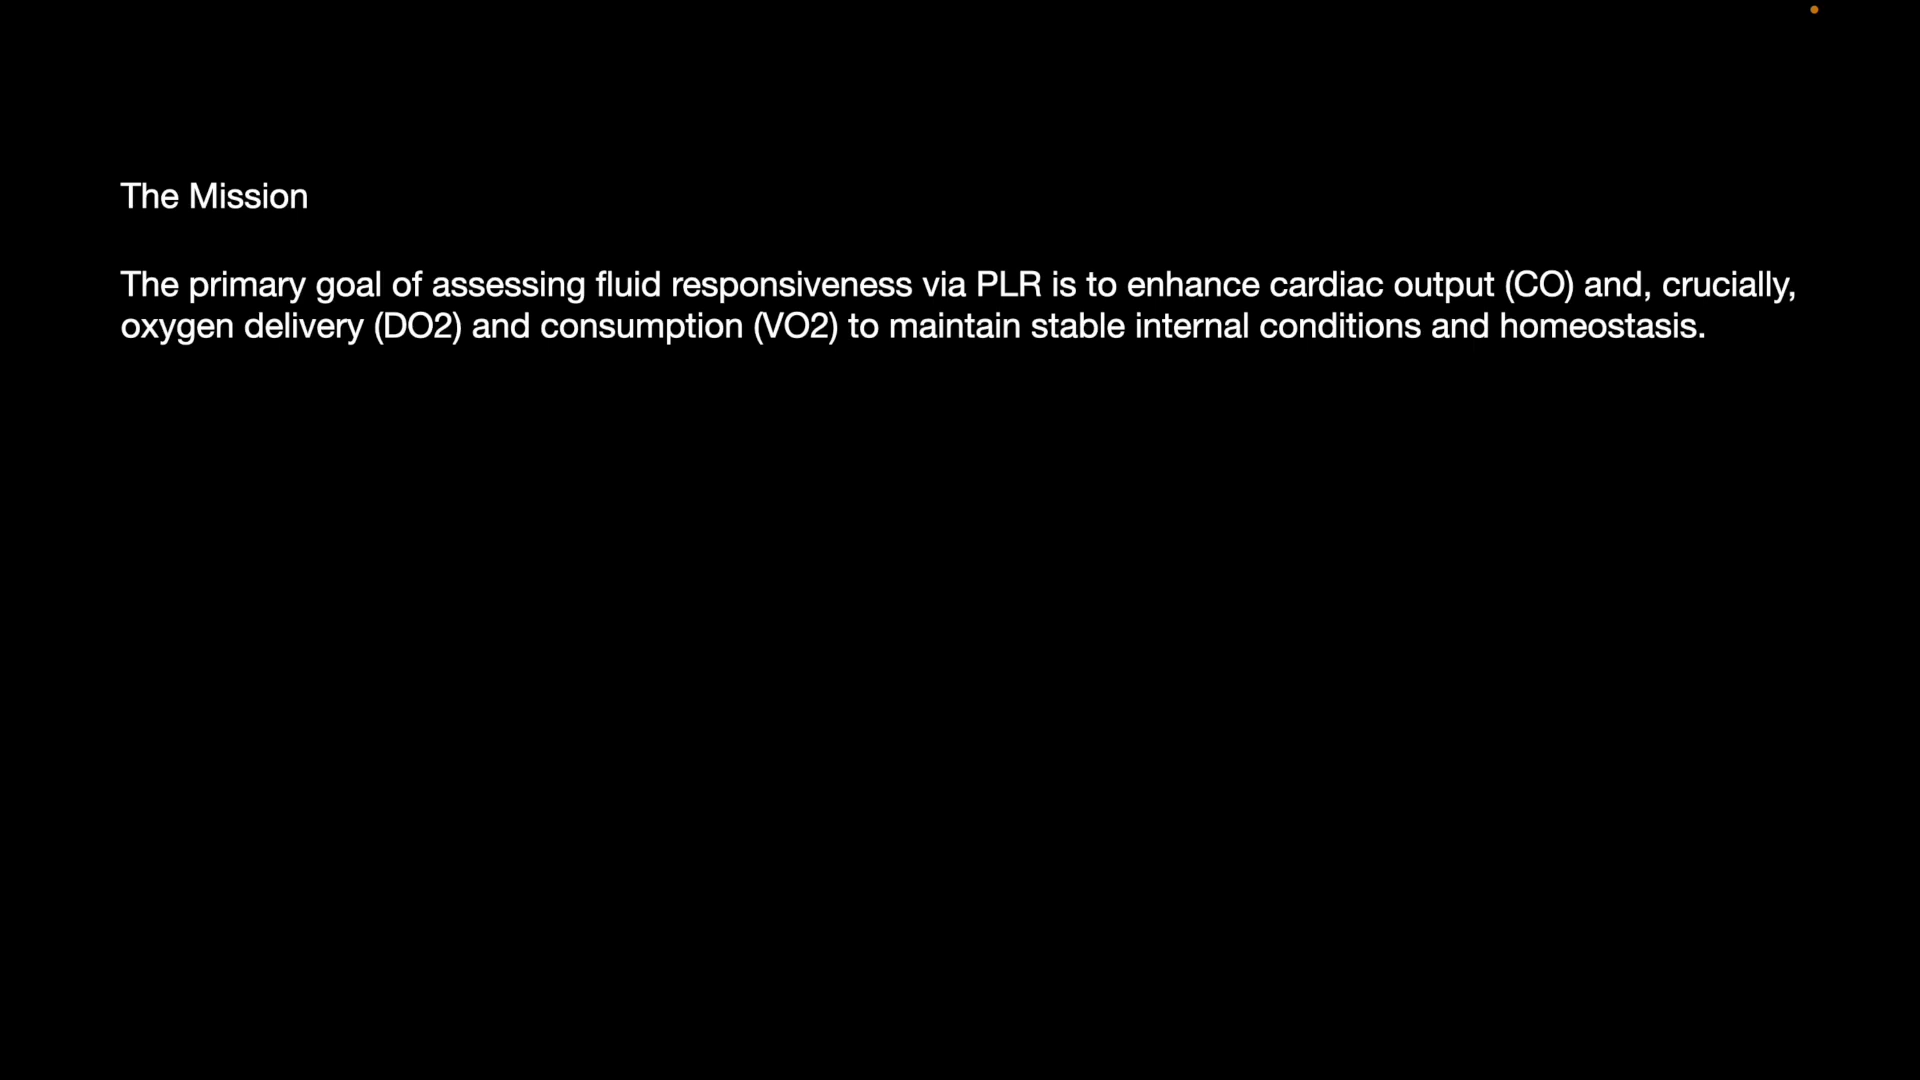 The Mission
The primary goal of assessing fluid responsiveness via PLR is to enhance cardiac output (CO) and, crucially,
oxygen delivery (DO2) and consumption (VO2) to maintain stable internal conditions and homeostasis.